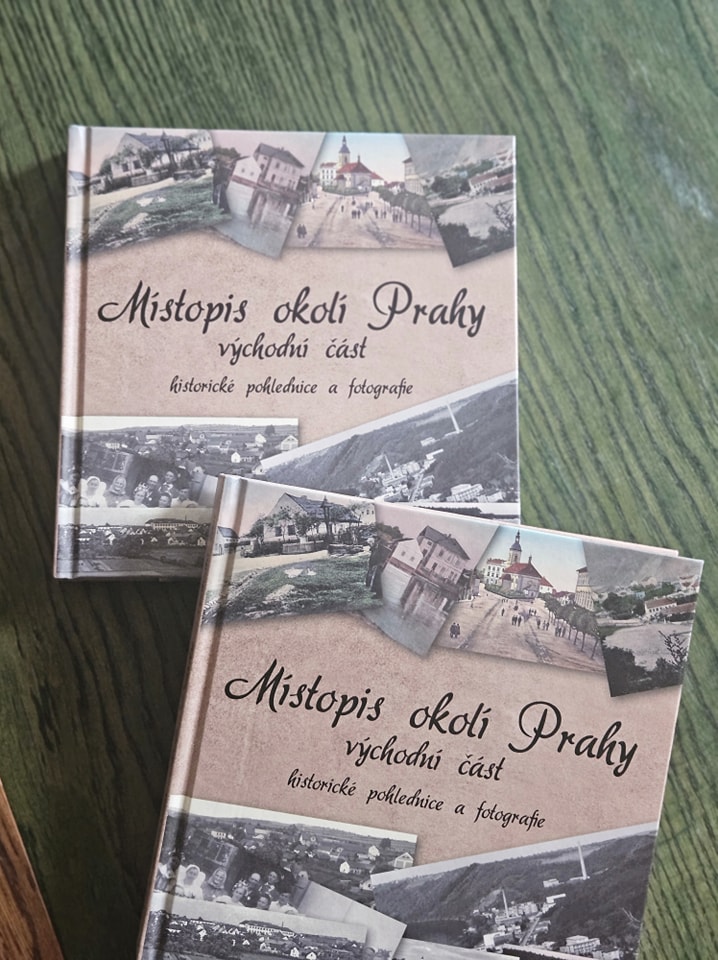 Místopis okolí Prahy
východní část
historické pohlednice a fotografie
Místopis okolí Prahy
východní část
historické pohlednice a fotografie